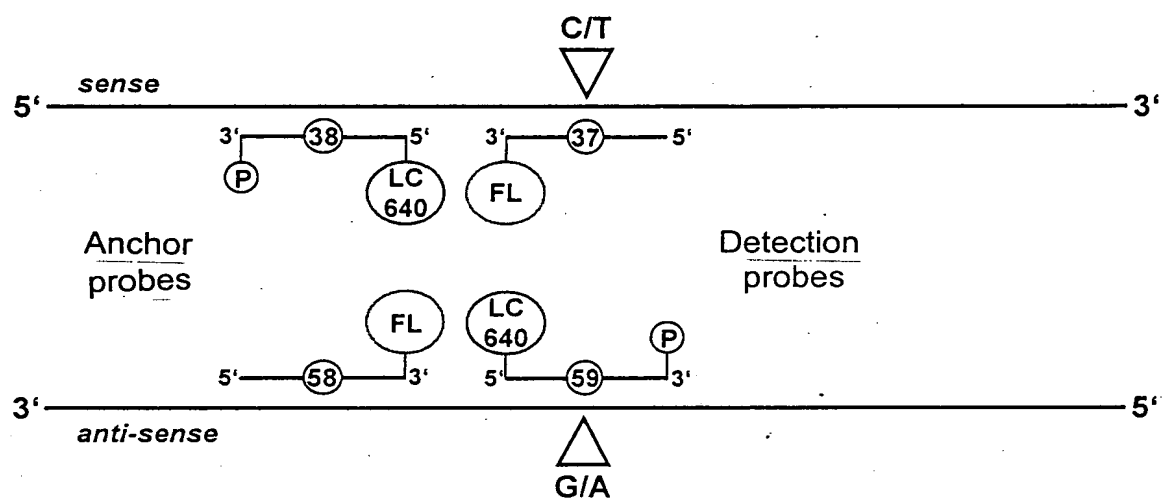 C/T
sense
5‘ 3‘
3‘ 38 5‘ 3‘ 37 5‘
P LC 640 FL
Anchor probes
Detection probes
FL LC 640 P
5‘ 58 3‘ 5‘ 59 3‘
3‘ 5‘
anti-sense
G/A